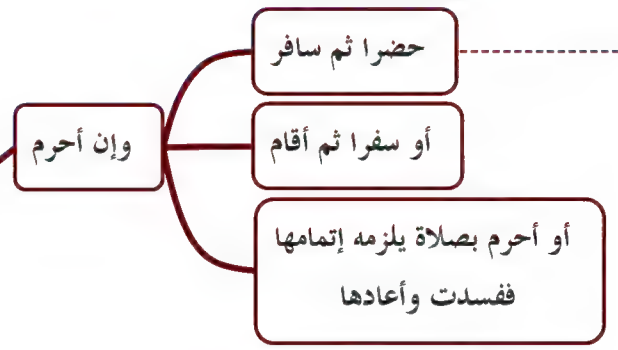 وإن أحرم
حضرا ثم سافر
أو سفرا ثم أقام
أو أحرم بصلاة يلزمه إتمامها
ففسدت وأعادها